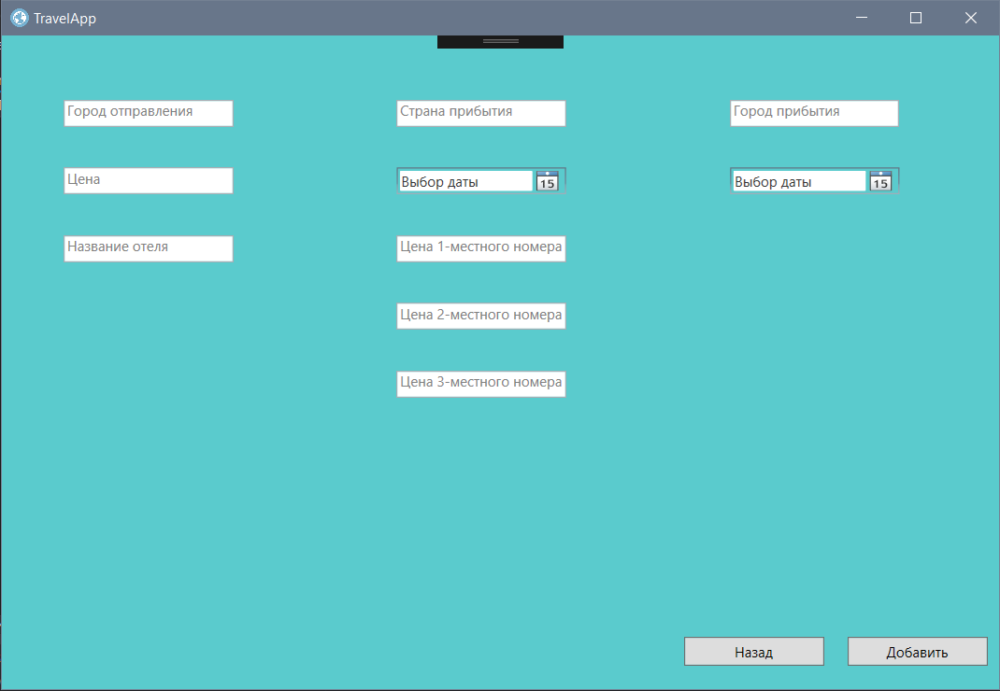 TravelApp
Город отправления
Страна прибытия
Город прибытия
Цена
Выбор даты
15
Выбор даты
15
Название отеля
Цена 1-местного номера
Цена 2-местного номера
Цена 3-местного номера
Назад
Добавить